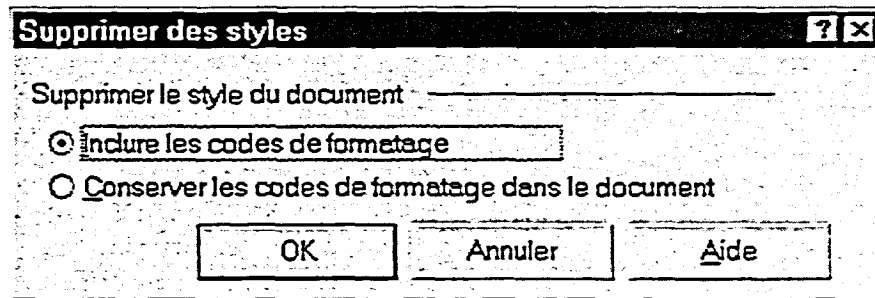 Supprimer des styles
Supprimer le style du document
Inclure les codes de formatage
Conserver les codes de formatage dans le document
OK Annuler Aide